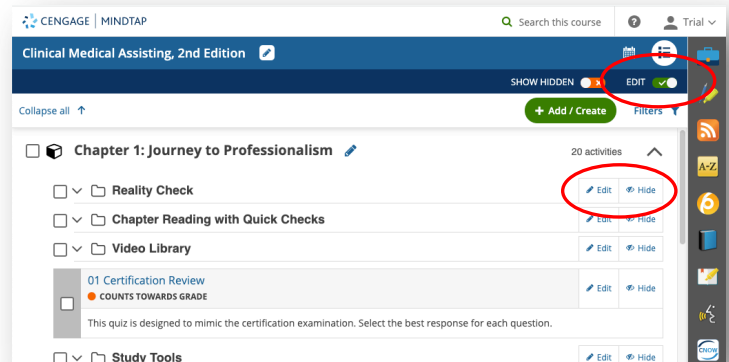 CENGAGE | MINDTAP
Search this course
?
Trial
Clinical Medical Assisting, 2nd Edition
SHOW HIDDEN
EDIT
Collapse all
+ Add / Create
Filters
Chapter 1: Journey to Professionalism
20 activities
Reality Check
Edit
Hide
Chapter Reading with Quick Checks
Edit
Hide
Video Library
Edit
Hide
01 Certification Review
COUNTS TOWARDS GRADE
Edit
Hide
This quiz is designed to mimic the certification examination. Select the best response for each question.
Study Tools
Edit
Hide
A-Z
CNOW